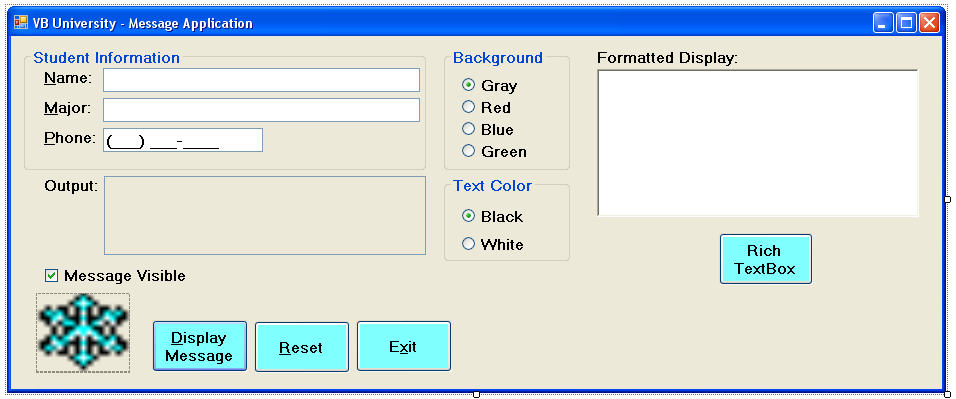 VB University - Message Application
Student Information
Name:
Major:
Phone:
(___) ___-____
Output:
Message Visible
Display
Message
Reset
Exit
Background
Gray
Red
Blue
Green
Text Color
Black
White
Formatted Display:
Rich
TextBox